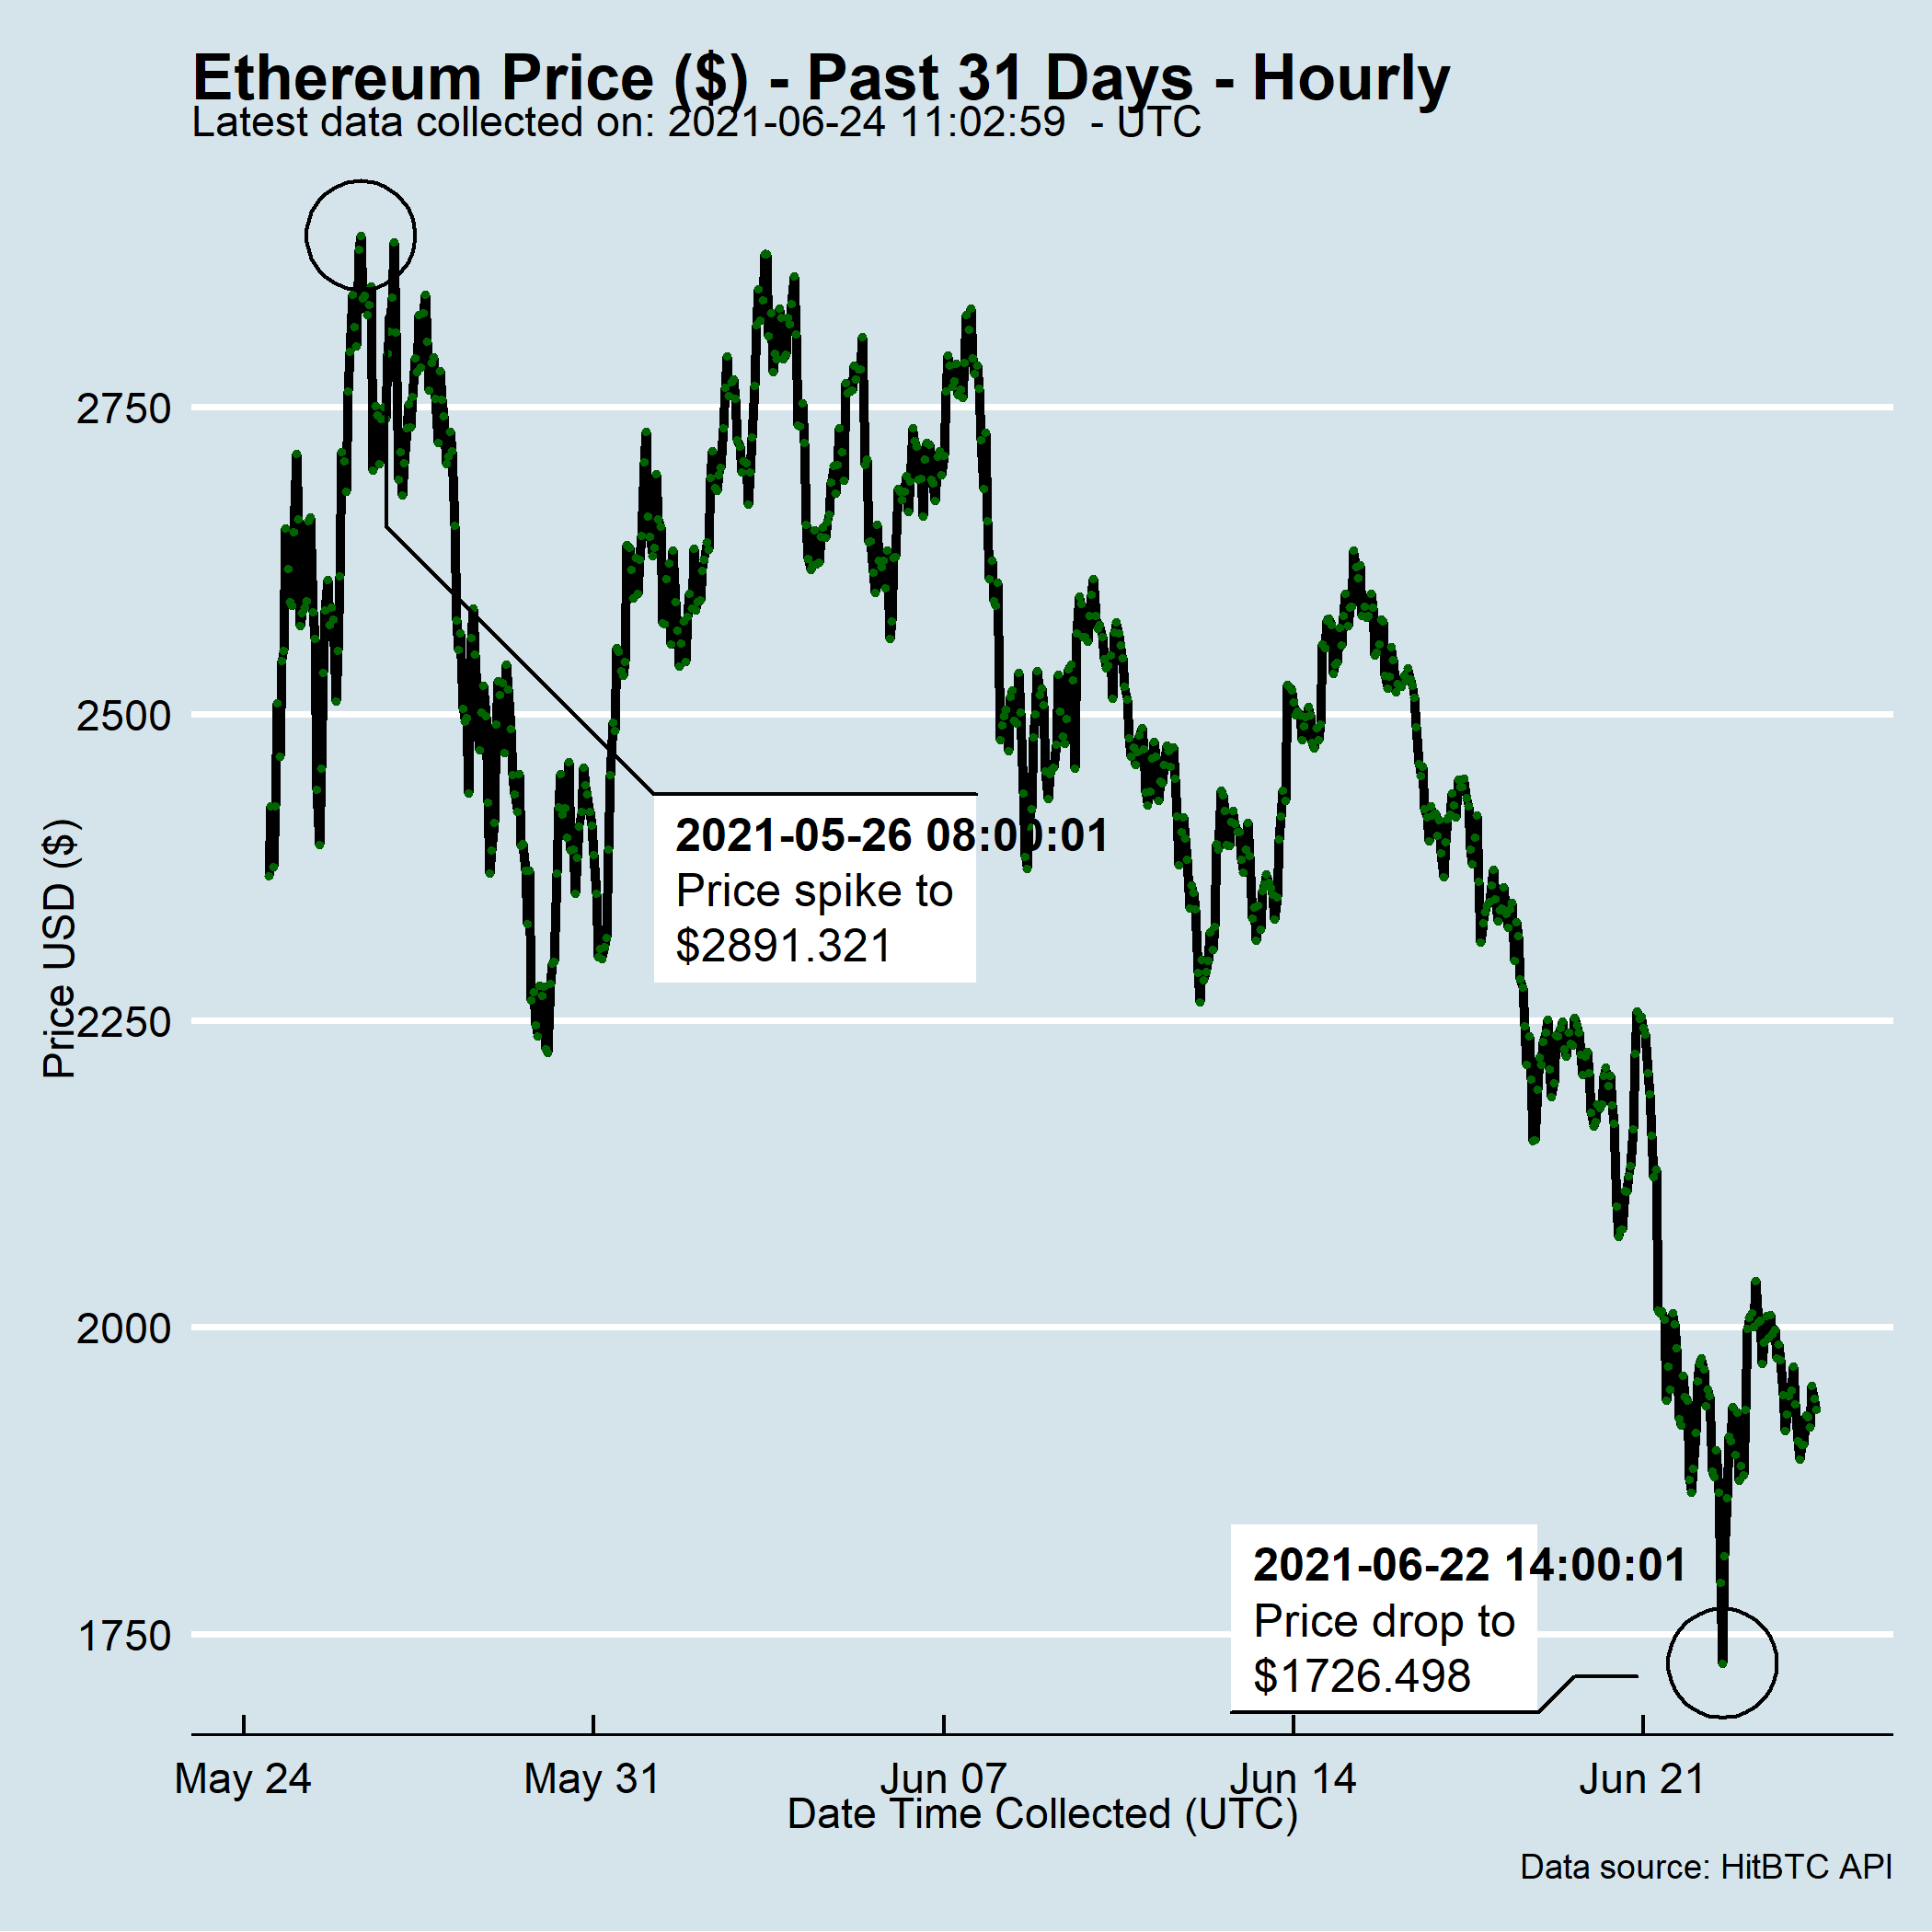 Ethereum Price ($) - Past 31 Days - Hourly
Latest data collected on: 2021-06-24 11:02:59  - UTC
Price USD ($)
2750
2500
2250
2000
1750
2021-05-26 08:00:01
Price spike to
$2891.321
2021-06-22 14:00:01
Price drop to
$1726.498
May 24
May 31
Jun 07
Jun 14
Jun 21
Date Time Collected (UTC)
Data source: HitBTC API